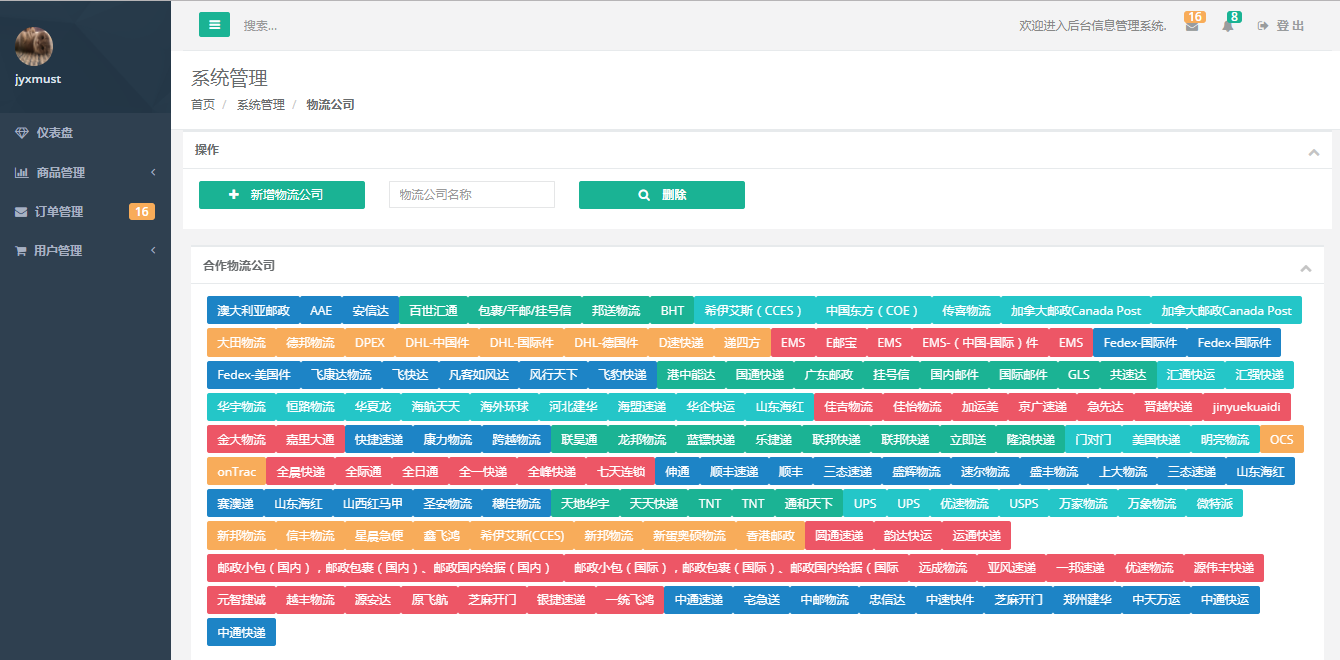 jyxmust
仪表盘
商品管理
订单管理 16
用户管理
搜索...
欢迎进入后台信息管理系统. 16 8 登 出
系统管理
首页 / 系统管理 / 物流公司
操作
新增物流公司 物流公司名称 删除
合作物流公司
澳大利亚邮政 AAE 安信达 百世汇通 包裹/平邮/挂号信 邦送物流 BHT 希伊艾斯（CCES） 中国东方（COE） 传喜物流 加拿大邮政Canada Post 加拿大邮政Canada Post
大田物流 德邦物流 DPEX DHL-中国件 DHL-国际件 DHL-德国件 D速快递 递四方 EMS E邮宝 EMS EMS-（中国-国际）件 EMS Fedex-国际件 Fedex-国际件
Fedex-美国件 飞康达物流 飞快达 凡客如风达 风行天下 飞豹快递 港中能达 国通快递 广东邮政 挂号信 国内邮件 国际邮件 GLS 共速达 汇通快运 汇强快递
华宇物流 恒路物流 华夏龙 海航天天 海外环球 河北建华 海盟速递 华企快运 山东海红 佳吉物流 佳怡物流 加运美 京广速递 急先达 晋越快递 jinyuekuaidi
金大物流 嘉里大通 快捷速递 康力物流 跨越物流 联昊通 龙邦物流 蓝镖快递 乐捷递 联邦快递 联邦快递 立即送 隆浪快递 门对门 美国快递 明亮物流 OCS
onTrac 全晨快递 全际通 全日通 全一快递 全峰快递 七天连锁 伸通 顺丰速递 顺丰 三态速递 盛辉物流 速尔物流 盛丰物流 上大物流 三态速递 山东海红
赛澳递 山东海红 山西红马甲 圣安物流 穗佳物流 天地华宇 天天快递 TNT TNT 通和天下 UPS UPS 优速物流 USPS 万家物流 万象物流 微特派
新邦物流 信丰物流 星晨急便 鑫飞鸿 希伊艾斯(CCES) 新邦物流 新蛋奥硕物流 香港邮政 圆通速递 韵达快运 运通快递
邮政小包（国内），邮政包裹（国内）、邮政国内给据（国内） 邮政小包（国际），邮政包裹（国际）、邮政国内给据（国际 远成物流 亚风速递 一邦速递 优速物流 源伟丰快递
元智捷诚 越丰物流 源安达 原飞航 芝麻开门 银捷速递 一统飞鸿 中通速递 宅急送 中邮物流 忠信达 中速快件 芝麻开门 郑州建华 中天万运 中通快运
中通快递